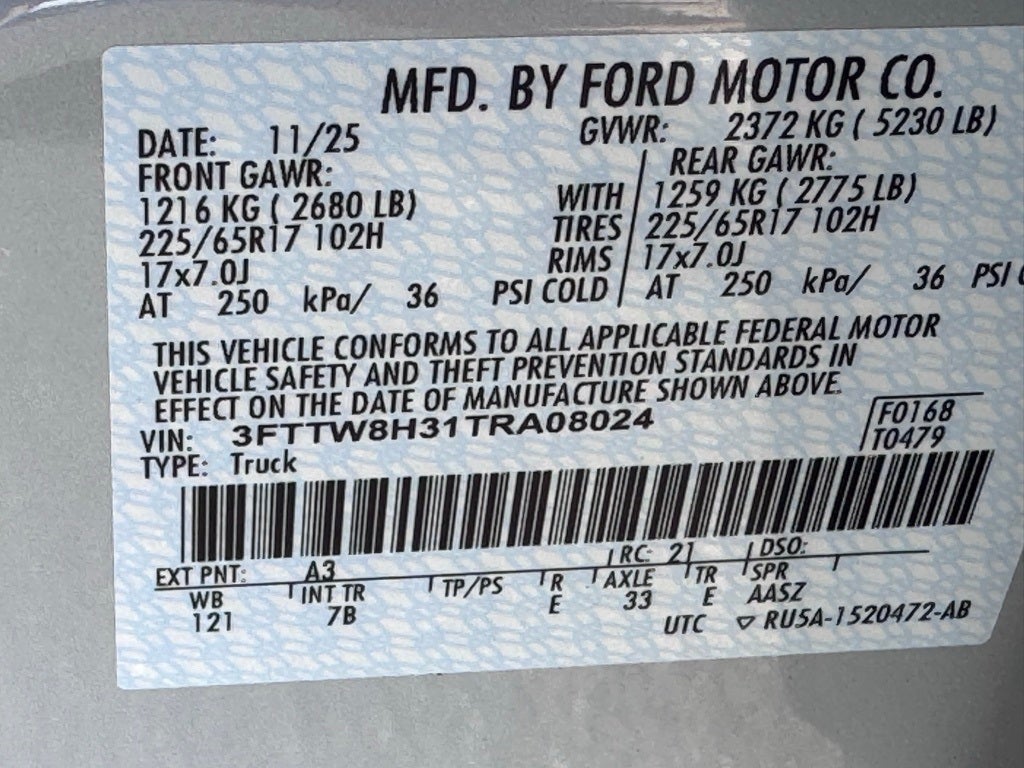 MFD. BY FORD MOTOR CO.
DATE: 11/25 GVWR: 2372 KG ( 5230 LB)
FRONT GAWR: REAR GAWR:
1216 KG ( 2680 LB) WITH 1259 KG ( 2775 LB)
225/65R17 102H TIRES 225/65R17 102H
17x7.0J RIMS 17x7.0J
AT 250 kPa/ 36 PSI COLD AT 250 kPa/ 36 PSI
THIS VEHICLE CONFORMS TO ALL APPLICABLE FEDERAL MOTOR
VEHICLE SAFETY AND THEFT PREVENTION STANDARDS IN
EFFECT ON THE DATE OF MANUFACTURE SHOWN ABOVE.
VIN: 3FTTW8H31TRA08024 F0168
TYPE: Truck T0479
EXT PNT: A3 RC: 21 DSO:
WB INT TR TP/PS R AXLE TR SPR
121 7B E 33 E AASZ
UTC ▽ RU5A-1520472-AB